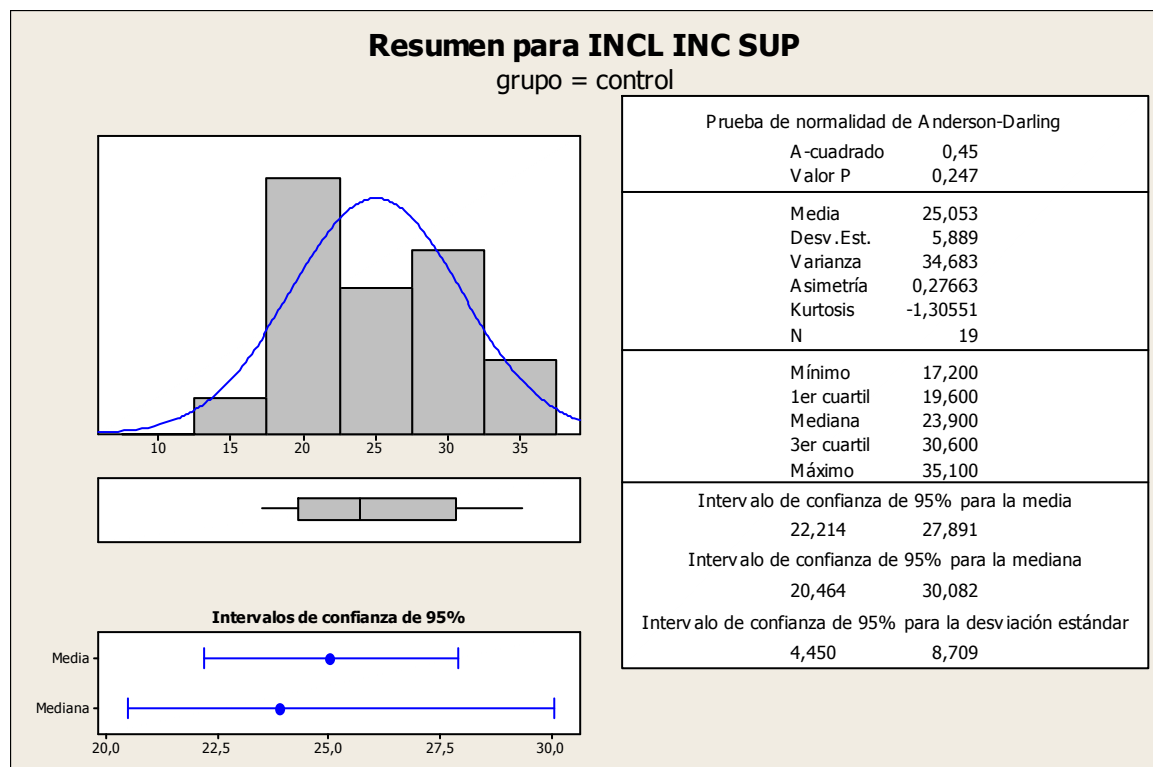 Resumen para INCL INC SUP
grupo = control
10 15 20 25 30 35
Intervalos de confianza de 95%
Media
Mediana
20,0 22,5 25,0 27,5 30,0
Prueba de normalidad de Anderson-Darling
A-cuadrado 0,45
Valor P 0,247
Media 25,053
Desv.Est. 5,889
Varianza 34,683
Asimetría 0,27663
Kurtosis -1,30551
N 19
Mínimo 17,200
1er cuartil 19,600
Mediana 23,900
3er cuartil 30,600
Máximo 35,100
Intervalo de confianza de 95% para la media
22,214 27,891
Intervalo de confianza de 95% para la mediana
20,464 30,082
Intervalo de confianza de 95% para la desviación estándar
4,450 8,709